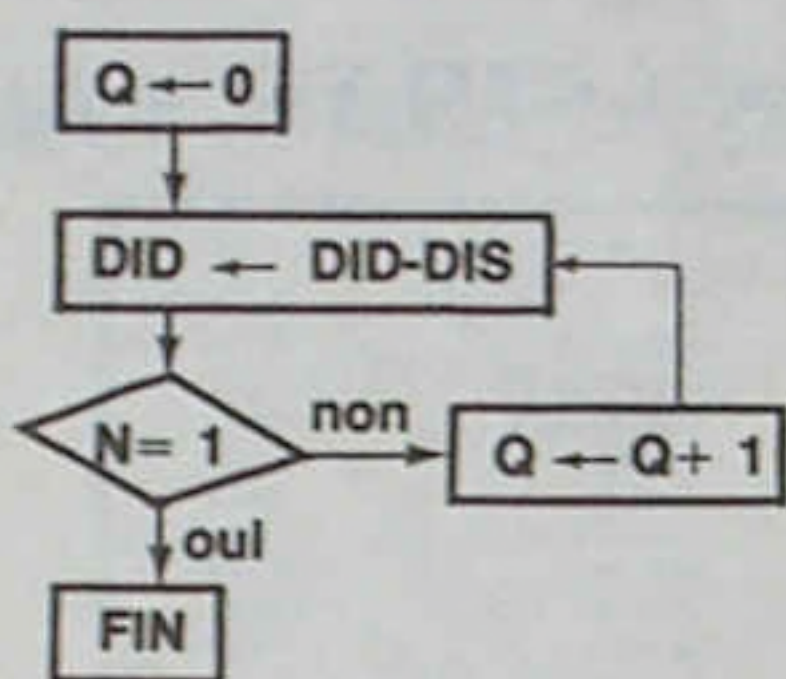 Q ← 0
DID ← DID-DIS
N= 1
non
Q ← Q+ 1
oui
FIN